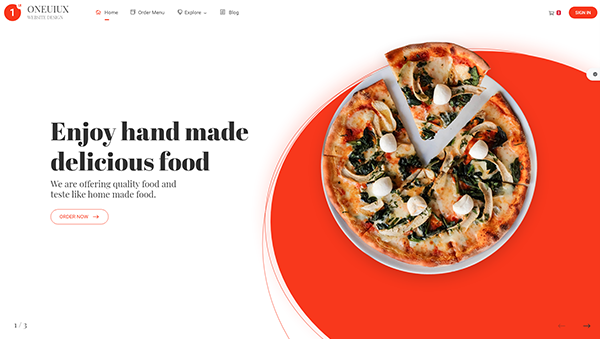 1
ONEUIUX
WEBSITE DESIGN
Home
Order Menu
Explore
Blog
SIGN IN
Enjoy hand made
delicious food
We are offering quality food and
teste like home made food.
ORDER NOW
1 / 3